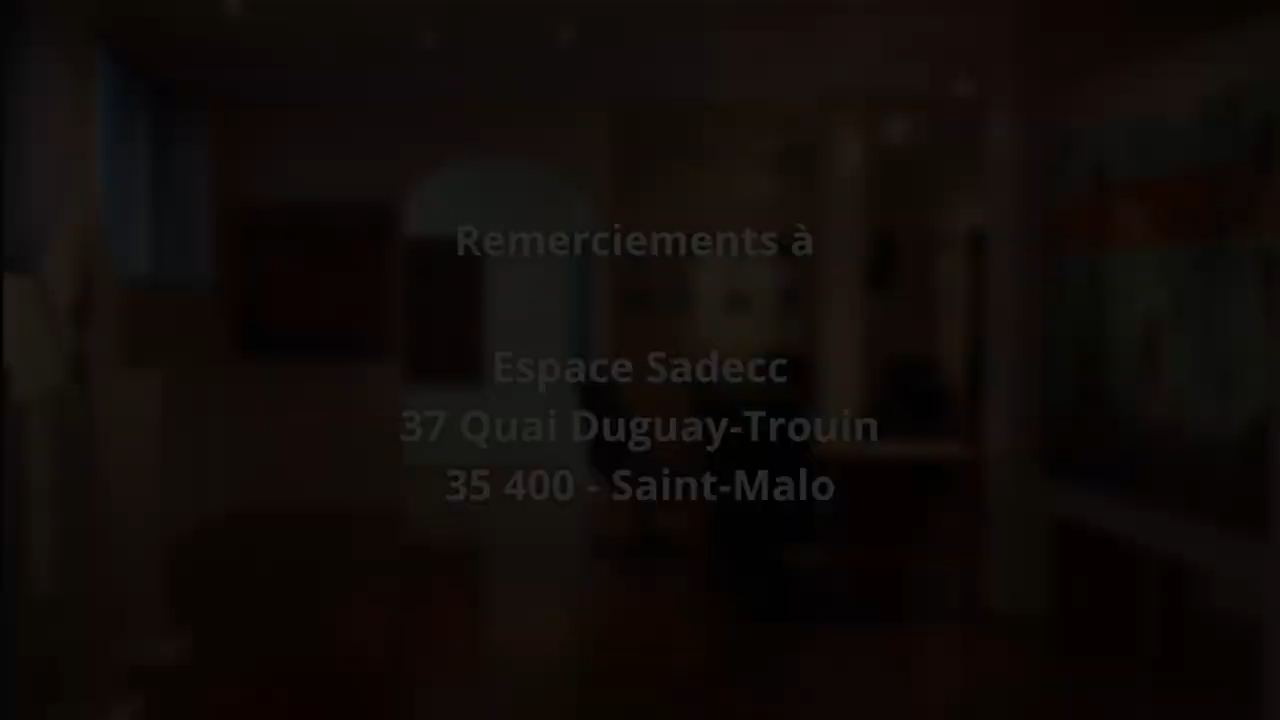 Remerciements à
Espace Sadecc
37 Quai Duguay-Trouin
35 400 - Saint-Malo